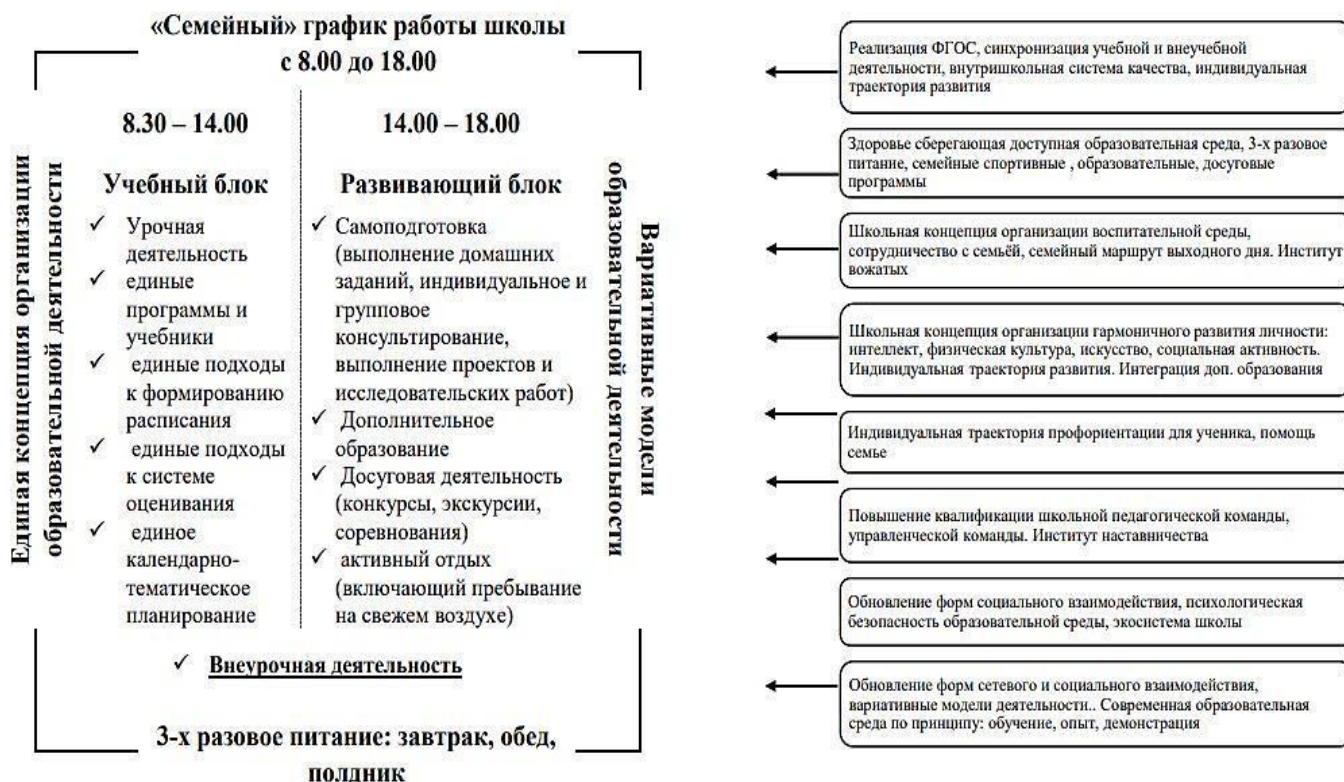 «Семейный» график работы школы
с 8.00 до 18.00
Единая концепция организации
образовательной деятельности
8.30 – 14.00
Учебный блок
✓ Урочная
деятельность
✓ единые
программы и
учебники
✓ единые подходы
к формированию
расписания
✓ единые подходы
к системе
оценивания
✓ единое
календарно-
тематическое
планирование
14.00 – 18.00
Развивающий блок
✓ Самоподготовка
(выполнение домашних
заданий, индивидуальное и
групповое
консультирование,
выполнение проектов и
исследовательских работ)
✓ Дополнительное
образование
✓ Досуговая деятельность
(конкурсы, экскурсии,
соревнования)
✓ активный отдых
(включающий пребывание
на свежем воздухе)
Вариативные модели
образовательной деятельности
✓ Внеурочная деятельность
3-х разовое питание: завтрак, обед,
полдник
Реализация ФГОС, синхронизация учебной и внеучебной
деятельности, внутришкольная система качества, индивидуальная
траектория развития
Здоровье сберегающая доступная образовательная среда, 3-х разовое
питание, семейные спортивные , образовательные, досуговые
программы
Школьная концепция организации воспитательной среды,
сотрудничество с семьёй, семейный маршрут выходного дня. Институт
вожатых
Школьная концепция организации гармоничного развития личности:
интеллект, физическая культура, искусство, социальная активность.
Индивидуальная траектория развития. Интеграция доп. образования
Индивидуальная траектория профориентации для ученика, помощь
семье
Повышение квалификации школьной педагогической команды,
управленческой команды. Институт наставничества
Обновление форм социального взаимодействия, психологическая
безопасность образовательной среды, экосистема школы
Обновление форм сетевого и социального взаимодействия,
вариативные модели деятельности.. Современная образовательная
среда по принципу: обучение, опыт, демонстрация